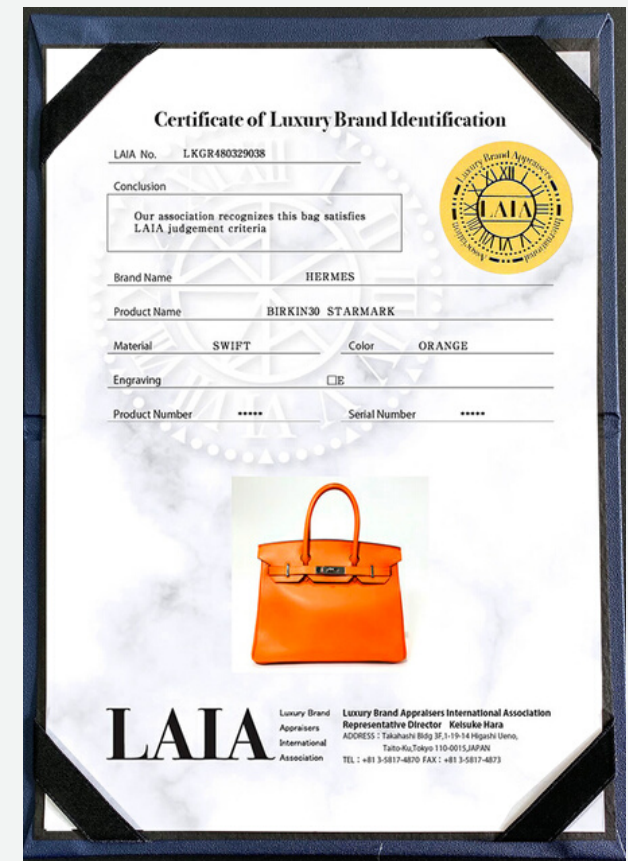 Certificate of Luxury Brand Identification
LAIA No. LKGR480329038
Conclusion
Our association recognizes this bag satisfies
LAIA judgement criteria
Luxury Brand Appraisers
International
Association
LAIA
Brand Name HERMES
Product Name BIRKIN30 STARMARK
Material SWIFT Color ORANGE
Engraving □E
Product Number ***** Serial Number *****
LAIA
Luxury Brand
Appraisers
International
Association
Luxury Brand Appraisers International Association
Representative Director Keisuke Hara
ADDRESS : Takahashi Bldg 3F,1-19-14 Higashi Ueno,
Taito-Ku,Tokyo 110-0015,JAPAN
TEL : +81 3-5817-4870 FAX : +81 3-5817-4873